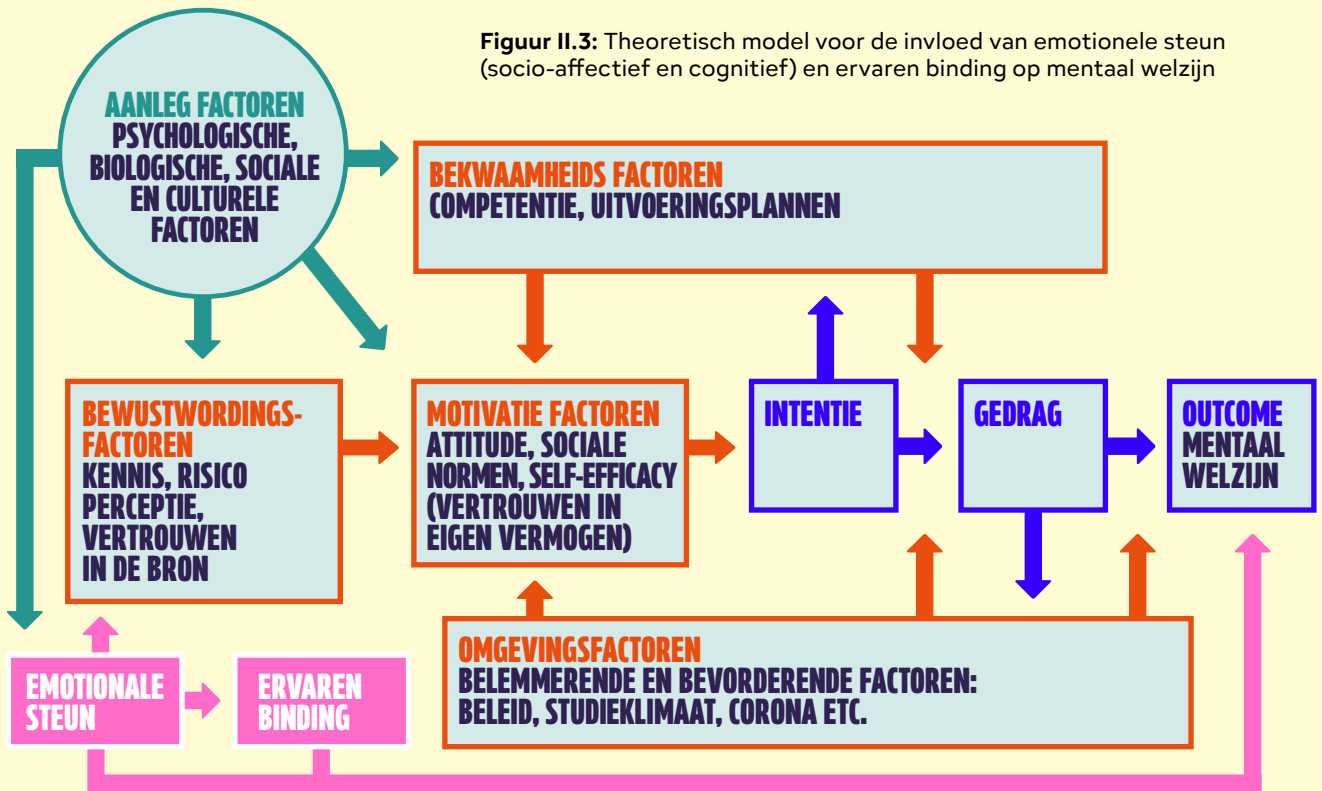 Figuur II.3: Theoretisch model voor de invloed van emotionele steun
(socio-affectief en cognitief) en ervaren binding op mentaal welzijn
AANLEG FACTOREN
PSYCHOLOGISCHE,
BIOLOGISCHE, SOCIALE
EN CULTURELE
FACTOREN
BEKWAAMHEIDS FACTOREN
COMPETENTIE, UITVOERINGSPLANNEN
BEWUSTWORDINGS-
FACTOREN
KENNIS, RISICO
PERCEPTIE,
VERTROUWEN
IN DE BRON
MOTIVATIE FACTOREN
ATTITUDE, SOCIALE
NORMEN, SELF-EFFICACY
(VERTROUWEN IN
EIGEN VERMOGEN)
INTENTIE
GEDRAG
OUTCOME
MENTAAL
WELZIJN
EMOTIONALE
STEUN
ERVAREN
BINDING
OMGEVINGSFACTOREN
BELEMMERENDE EN BEVORDERENDE FACTOREN:
BELEID, STUDIEKLIMAAT, CORONA ETC.